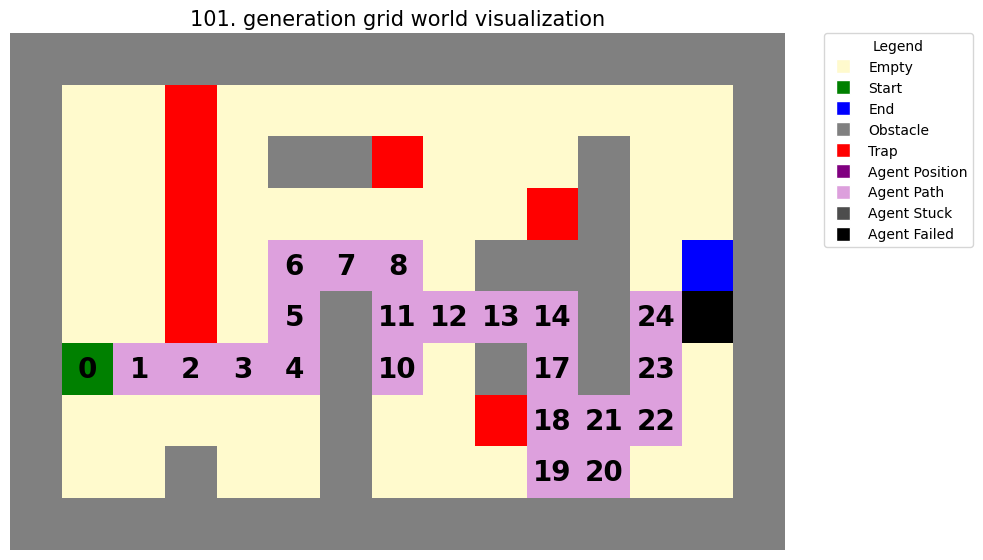 101. generation grid world visualization
Legend
Empty
Start
End
Obstacle
Trap
Agent Position
Agent Path
Agent Stuck
Agent Failed
6 7 8
5 11 12 13 14 24
0 1 2 3 4 10 17 23
18 21 22
19 20